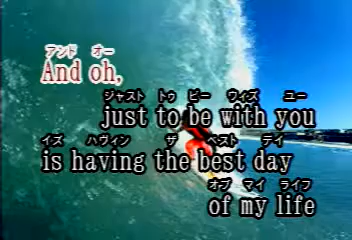 アンド オー
And oh,
ジャスト トゥ ビー ウィズ ユー
just to be with you
イズ ハヴィン ザ ベスト デイ
is having the best day
オブ マイ ライフ
of my life